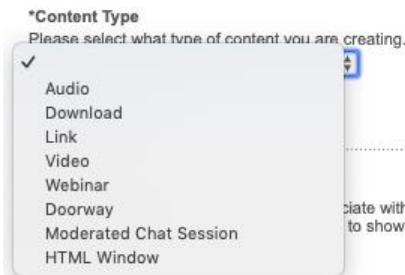 *Content Type
Please select what type of content you are creating.
✓
Audio
Download
Link
Video
Webinar
Doorway
ciate with
Moderated Chat Session
to show
HTML Window